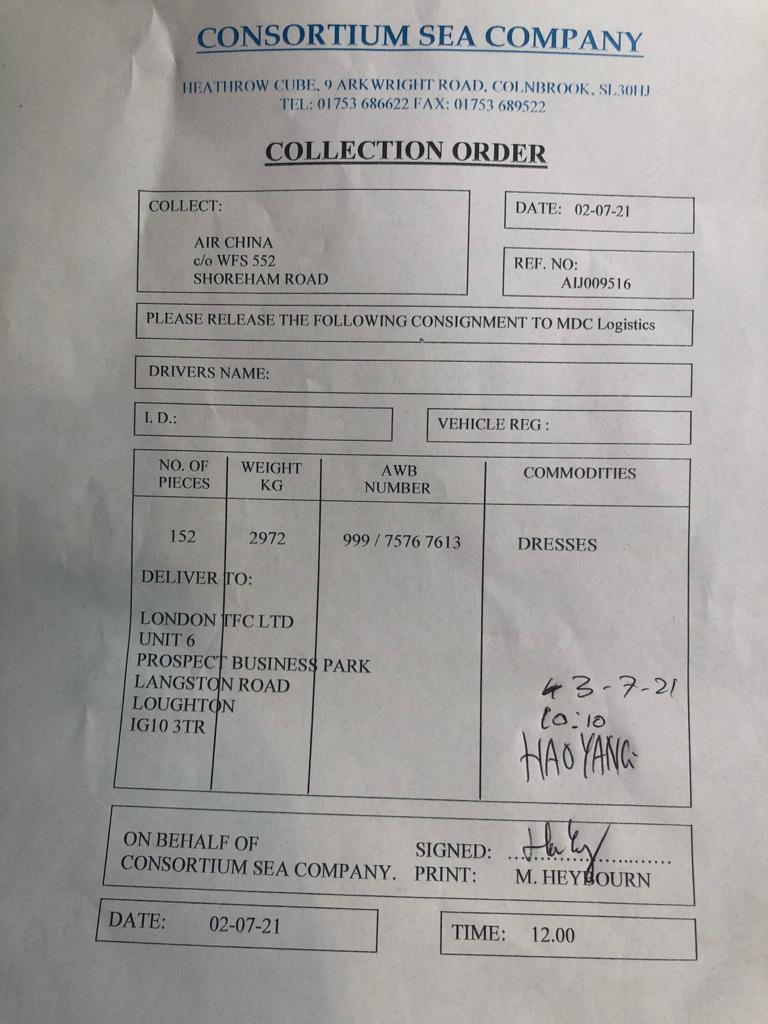 CONSORTIUM SEA COMPANY
HEATHROW CUBE, 9 ARKWRIGHT ROAD, COLNBROOK, SL30HJ
TEL: 01753 686622 FAX: 01753 689522
COLLECTION ORDER
COLLECT:
AIR CHINA
c/o WFS 552
SHOREHAM ROAD
DATE: 02-07-21
REF. NO:
AIJ009516
PLEASE RELEASE THE FOLLOWING CONSIGNMENT TO MDC Logistics
DRIVERS NAME:
I. D.:
VEHICLE REG :
NO. OF PIECES
WEIGHT KG
AWB NUMBER
COMMODITIES
152 2972 999 / 7576 7613 DRESSES
DELIVER TO:
LONDON TFC LTD
UNIT 6
PROSPECT BUSINESS PARK
LANGSTON ROAD
LOUGHTON
IG10 3TR
3-7-21
10:10
HAO YANG
ON BEHALF OF
CONSORTIUM SEA COMPANY.
SIGNED:
PRINT: M. HEYBOURN
DATE: 02-07-21
TIME: 12.00